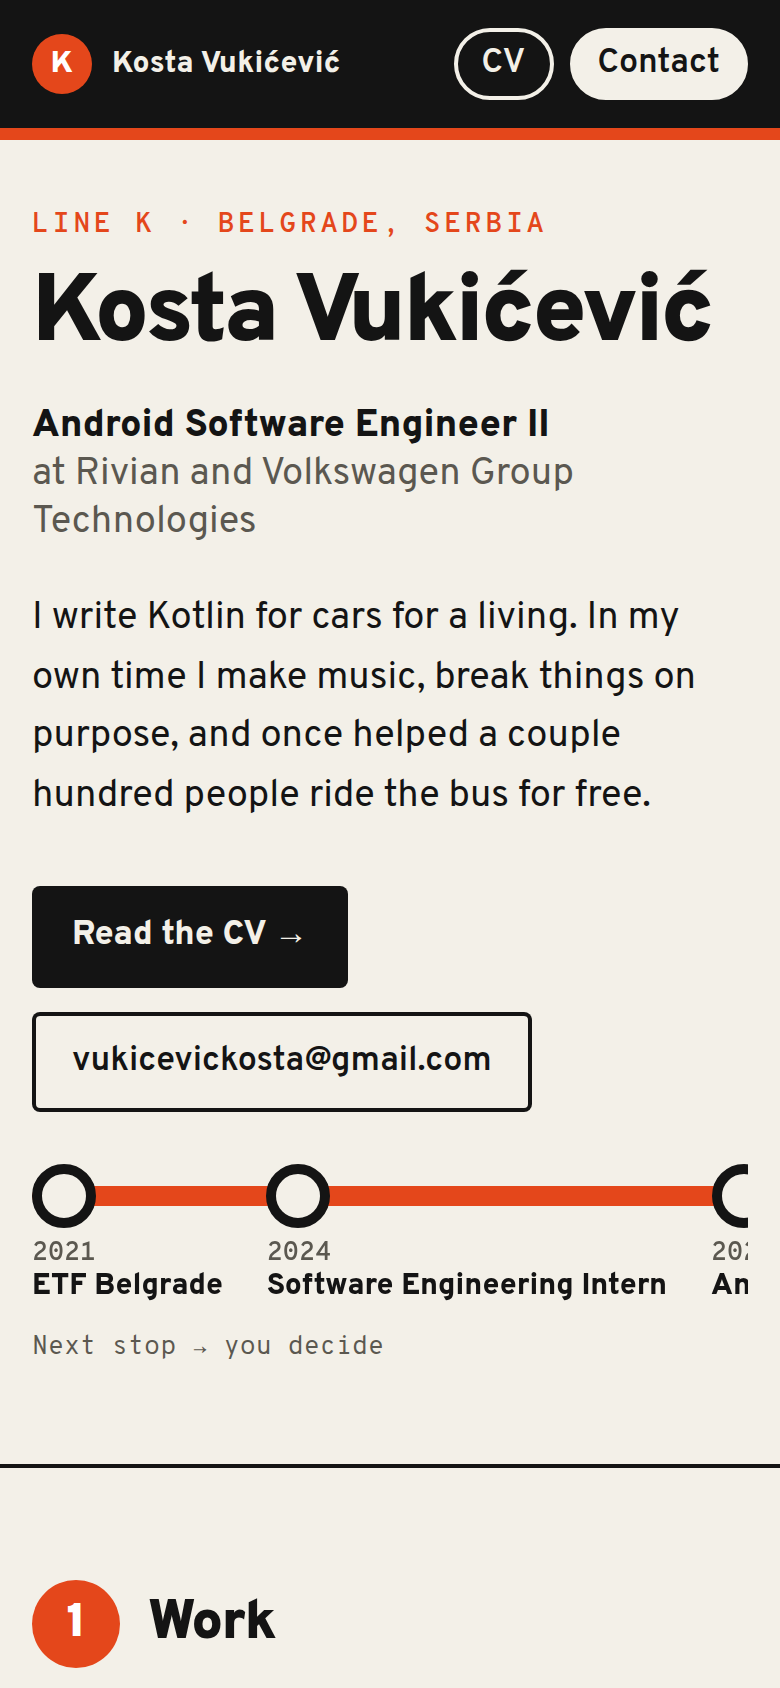 K Kosta Vukićević CV Contact
LINE K · BELGRADE, SERBIA
Kosta Vukićević
Android Software Engineer II
at Rivian and Volkswagen Group
Technologies
I write Kotlin for cars for a living. In my
own time I make music, break things on
purpose, and once helped a couple
hundred people ride the bus for free.
Read the CV →
vukicevickosta@gmail.com
2021 2024
ETF Belgrade Software Engineering Intern
Next stop → you decide
1 Work